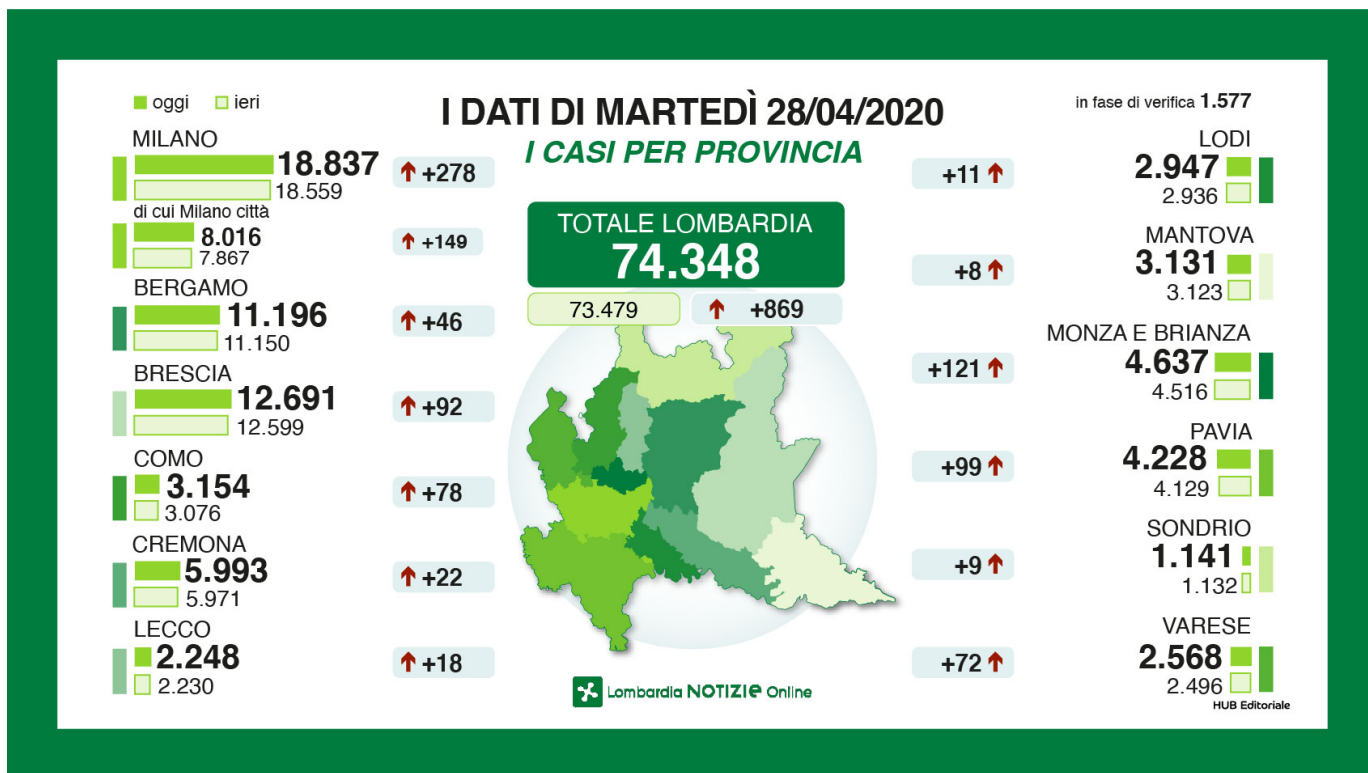 oggi ieri
I DATI DI MARTEDÌ 28/04/2020
I CASI PER PROVINCIA
in fase di verifica 1.577
MILANO
18.837
18.559
+278
di cui Milano città
8.016
7.867
+149
BERGAMO
11.196
11.150
+46
BRESCIA
12.691
12.599
+92
COMO
3.154
3.076
+78
CREMONA
5.993
5.971
+22
LECCO
2.248
2.230
+18
TOTALE LOMBARDIA
74.348
73.479
+869
LODI
+11
2.947
2.936
MANTOVA
+8
3.131
3.123
MONZA E BRIANZA
+121
4.637
4.516
PAVIA
+99
4.228
4.129
SONDRIO
+9
1.141
1.132
VARESE
+72
2.568
2.496
Lombardia NOTIZIe Online
HUB Editoriale